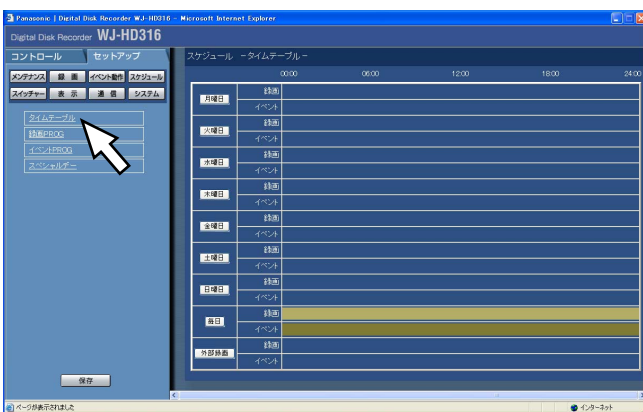 Panasonic | Digital Disk Recorder WJ-HD316 - Microsoft Internet Explorer
Digital Disk Recorder WJ-HD316
コントロール セットアップ
メンテナンス 録画 イベント動作 スケジュール
スイッチャー 表示 通信 システム
タイムテーブル
録画PROG
イベントPROG
スペシャルデー
保存
スケジュール －タイムテーブル－
00:00 06:00 12:00 18:00 24:00
月曜日 録画
イベント
火曜日 録画
イベント
水曜日 録画
イベント
木曜日 録画
イベント
金曜日 録画
イベント
土曜日 録画
イベント
日曜日 録画
イベント
毎日 録画
イベント
外部録画 録画
イベント
ページが表示されました インターネット